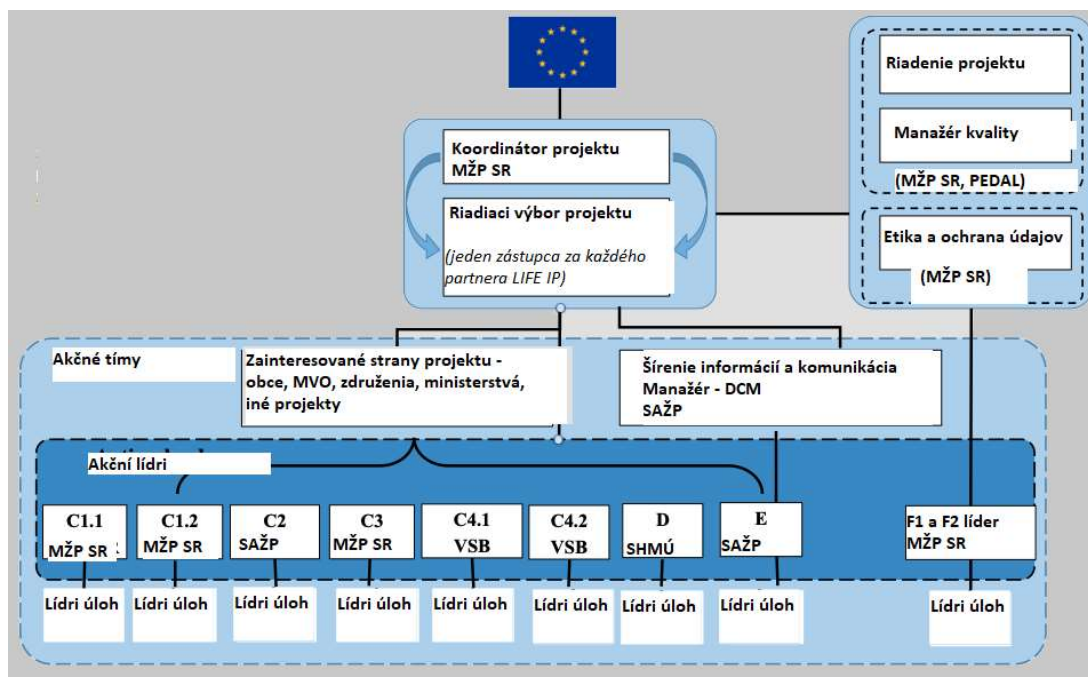 Riadenie projektu
Manažér kvality
(MŽP SR, PEDAL)
Etika a ochrana údajov
(MŽP SR)
Koordinátor projektu
MŽP SR
Riadiaci výbor projektu
(jeden zástupca za každého
partnera LIFE IP)
Akčné tímy
Zainteresované strany projektu -
obce, MVO, združenia, ministerstvá,
iné projekty
Šírenie informácií a komunikácia
Manažér - DCM
SAŽP
Akční lídri
C1.1
MŽP SR
C1.2
MŽP SR
C2
SAŽP
C3
MŽP SR
C4.1
VSB
C4.2
VSB
D
SHMÚ
E
SAŽP
F1 a F2 líder
MŽP SR
Lídri úloh
Lídri úloh
Lídri úloh
Lídri úloh
Lídri úloh
Lídri úloh
Lídri úloh
Lídri úloh
Lídri úloh